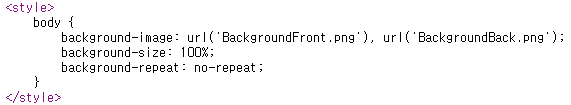 <style>
body {
background-image: url('BackgroundFront.png'), url('BackgroundBack.png');
background-size: 100%;
background-repeat: no-repeat;
}
</style>